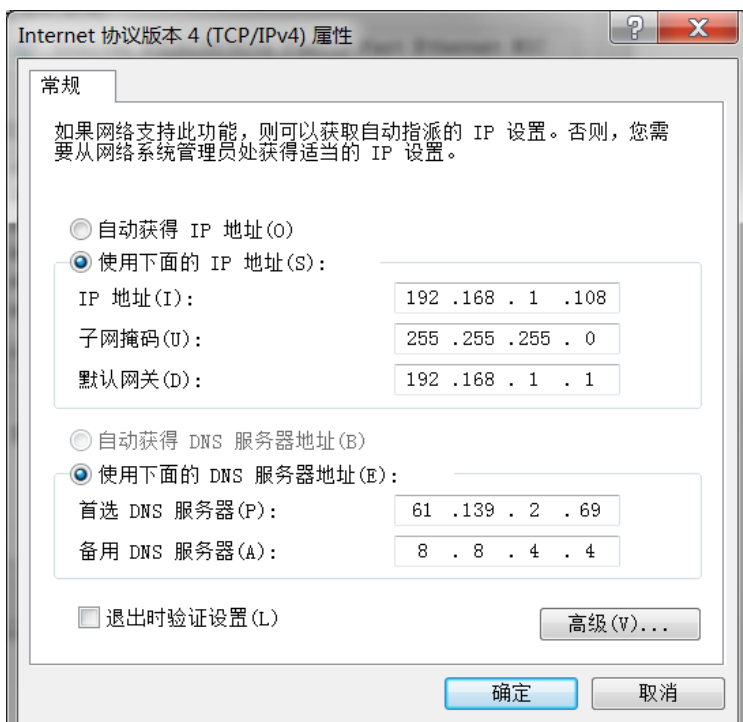 Internet 协议版本 4 (TCP/IPv4) 属性
常规
如果网络支持此功能，则可以获取自动指派的 IP 设置。否则，您需
要从网络系统管理员处获得适当的 IP 设置。
自动获得 IP 地址(O)
使用下面的 IP 地址(S):
IP 地址(I): 192 .168 . 1 .108
子网掩码(U): 255 .255 .255 . 0
默认网关(D): 192 .168 . 1 . 1
自动获得 DNS 服务器地址(B)
使用下面的 DNS 服务器地址(E):
首选 DNS 服务器(P): 61 .139 . 2 . 69
备用 DNS 服务器(A): 8 . 8 . 4 . 4
退出时验证设置(L)
高级(V)...
确定 取消